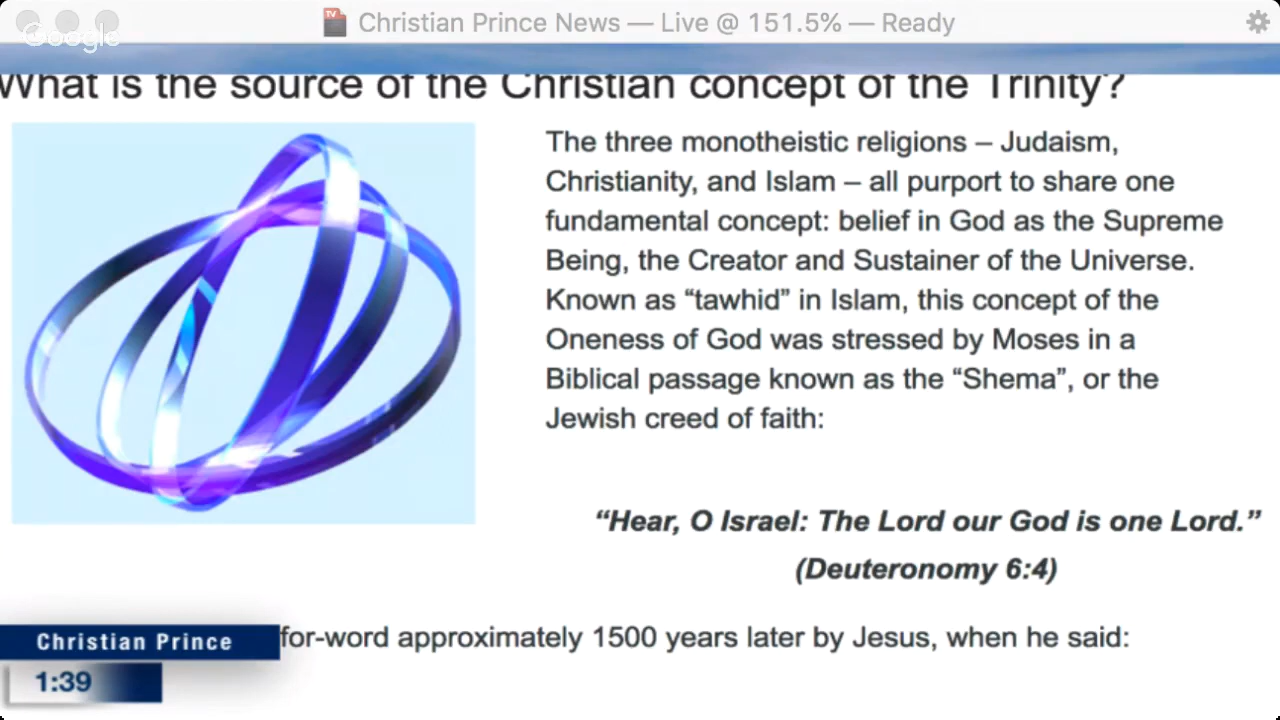 TV
Christian Prince News — Live @ 151.5% — Ready
Google
What is the source of the Christian concept of the Trinity?
The three monotheistic religions – Judaism,
Christianity, and Islam – all purport to share one
fundamental concept: belief in God as the Supreme
Being, the Creator and Sustainer of the Universe.
Known as “tawhid” in Islam, this concept of the
Oneness of God was stressed by Moses in a
Biblical passage known as the “Shema”, or the
Jewish creed of faith:
“Hear, O Israel: The Lord our God is one Lord.”
(Deuteronomy 6:4)
for-word approximately 1500 years later by Jesus, when he said:
Christian Prince
1:39